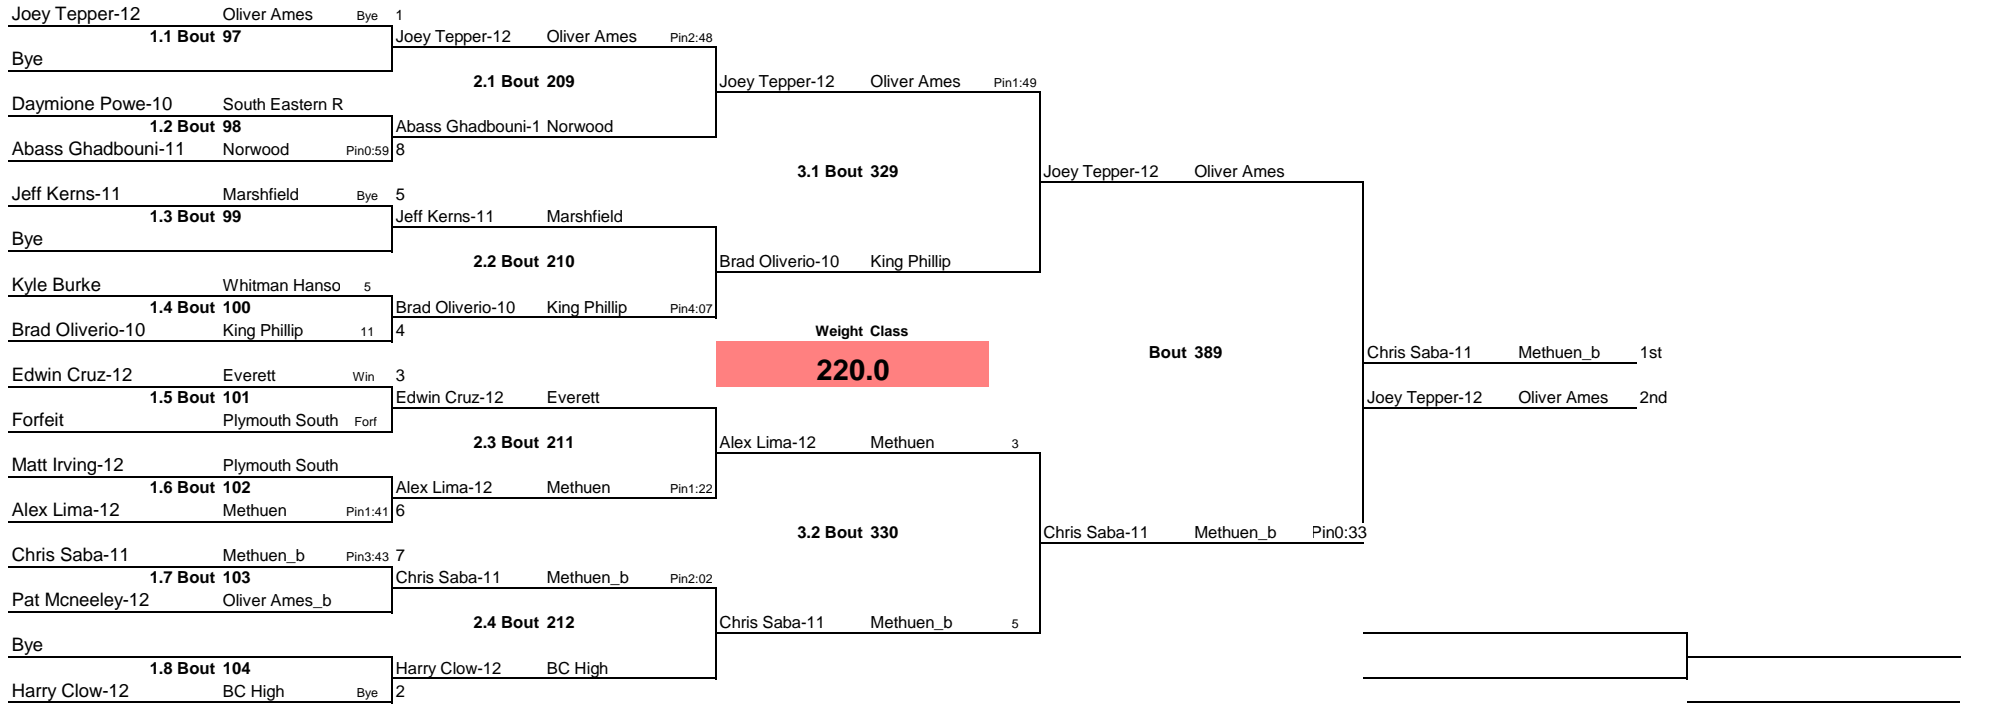 Joey Tepper-12 Oliver Ames Bye 1
1.1 Bout 97 Joey Tepper-12 Oliver Ames Pin2:48
Bye
2.1 Bout 209 Joey Tepper-12 Oliver Ames Pin1:49
Daymione Powe-10 South Eastern R
1.2 Bout 98 Abass Ghadbouni-1 Norwood
Abass Ghadbouni-11 Norwood Pin0:59 8
3.1 Bout 329 Joey Tepper-12 Oliver Ames
Jeff Kerns-11 Marshfield Bye 5
1.3 Bout 99 Jeff Kerns-11 Marshfield
Bye
2.2 Bout 210 Brad Oliverio-10 King Phillip
Kyle Burke Whitman Hanso 5
1.4 Bout 100 Brad Oliverio-10 King Phillip Pin4:07
Brad Oliverio-10 King Phillip 11 4 Weight Class
Bout 389 Chris Saba-11 Methuen_b 1st
Edwin Cruz-12 Everett Win 3 220.0
1.5 Bout 101 Edwin Cruz-12 Everett Joey Tepper-12 Oliver Ames 2nd
Forfeit Plymouth South Forf
2.3 Bout 211 Alex Lima-12 Methuen 3
Matt Irving-12 Plymouth South
1.6 Bout 102 Alex Lima-12 Methuen Pin1:22
Alex Lima-12 Methuen Pin1:41 6
3.2 Bout 330 Chris Saba-11 Methuen_b Pin0:33
Chris Saba-11 Methuen_b Pin3:43 7
1.7 Bout 103 Chris Saba-11 Methuen_b Pin2:02
Pat Mcneeley-12 Oliver Ames_b
2.4 Bout 212 Chris Saba-11 Methuen_b 5
Bye
1.8 Bout 104 Harry Clow-12 BC High
Harry Clow-12 BC High Bye 2